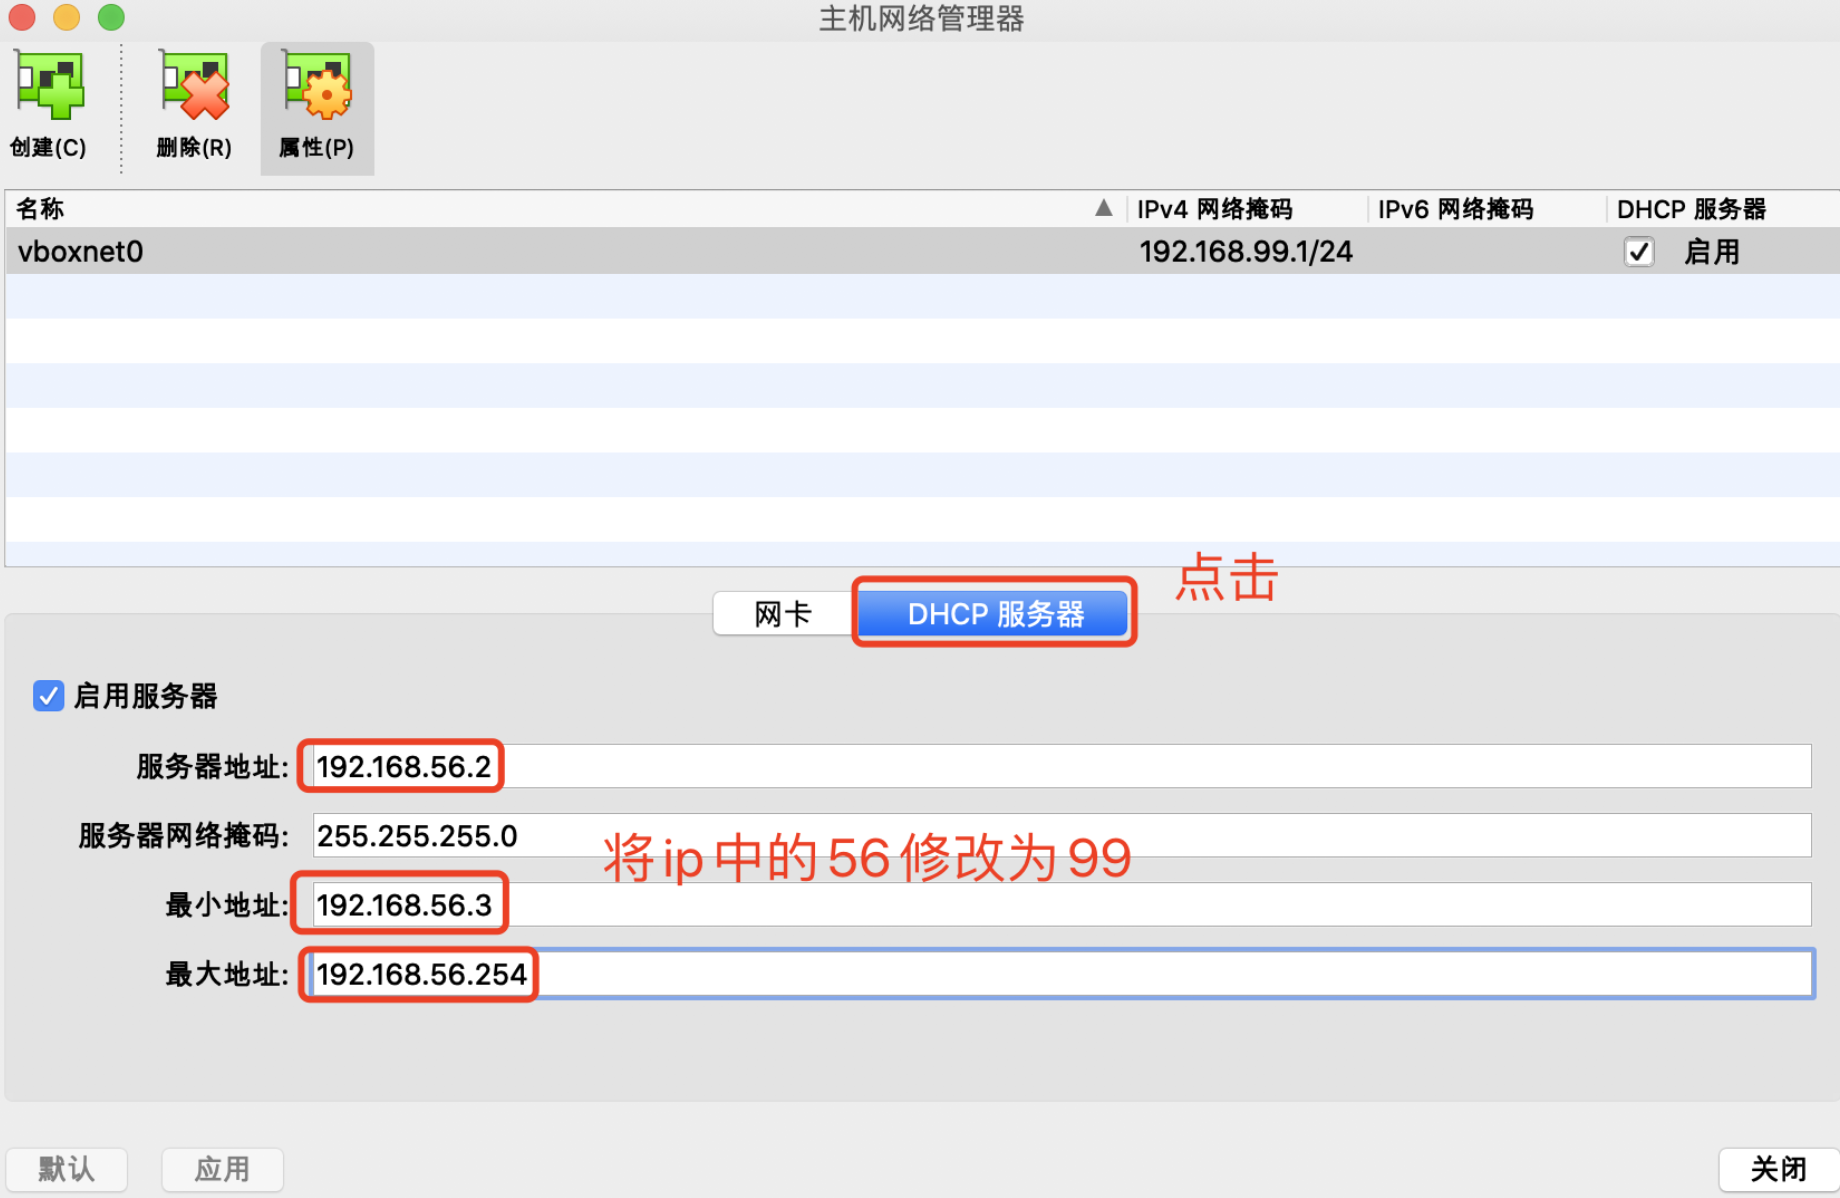 主机网络管理器
创建(C) 删除(R) 属性(P)
名称 IPv4 网络掩码 IPv6 网络掩码 DHCP 服务器
vboxnet0 192.168.99.1/24 启用
点击
网卡 DHCP 服务器
启用服务器
服务器地址: 192.168.56.2
服务器网络掩码: 255.255.255.0
将ip中的56修改为99
最小地址: 192.168.56.3
最大地址: 192.168.56.254
默认 应用 关闭